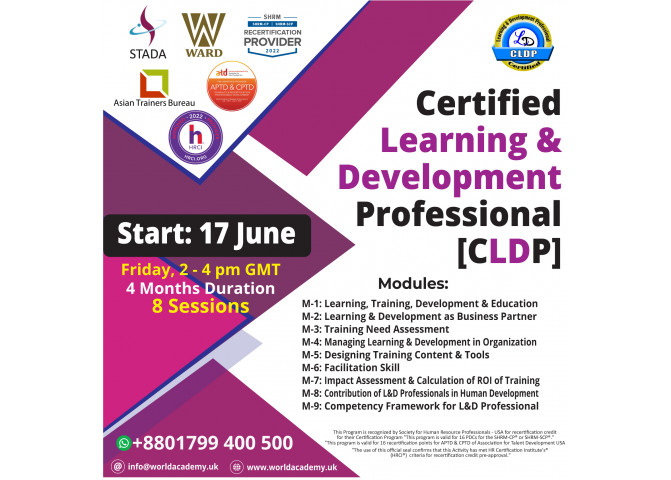 STADA
WARD
SHRM
SHRM-CP | SHRM-SCP
RECERTIFICATION
PROVIDER
2022
Learning & Development Professional
LD
CLDP
Certified
Asian Trainers Bureau
atd
APTD & CPTD
2022
h
HRCI
HRCI.ORG
Certified
Learning &
Development
Professional
[CLDP]
Start: 17 June
Friday, 2 - 4 pm GMT
4 Months Duration
8 Sessions
Modules:
M-1: Learning, Training, Development & Education
M-2: Learning & Development as Business Partner
M-3: Training Need Assessment
M-4: Managing Learning & Development in Organization
M-5: Designing Training Content & Tools
M-6: Facilitation Skill
M-7: Impact Assessment & Calculation of ROI of Training
M-8: Contribution of L&D Professionals in Human Development
M-9: Competency Framework for L&D Professional
This Program is recognized by Society for Human Resource Professionals - USA for recertification credit
for their Certification Program "This program is valid for 16 PDCs for the SHRM-CP® or SHRM-SCP®."
"This program is valid for 16 recertification points for APTD & CPTD of Association for Talent Development USA
"The use of this official seal confirms that this Activity has met HR Certification Institute's®
(HRCI®) criteria for recertification credit pre-approval."
+8801799 400 500
info@worldacademy.uk
www.worldacademy.uk